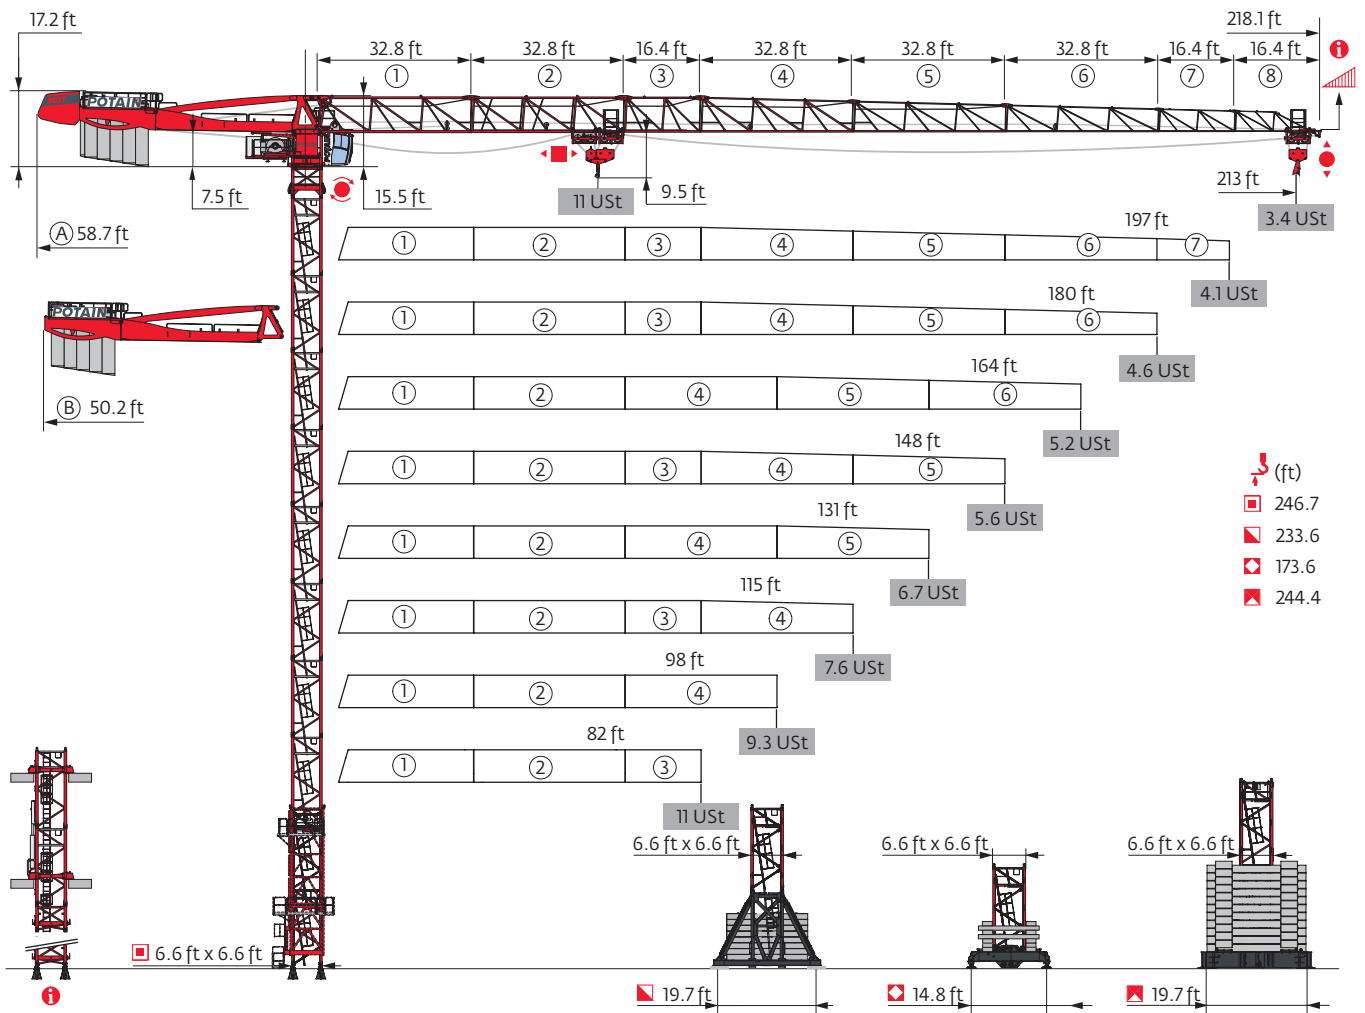 17.2 ft
218.1 ft
32.8 ft 32.8 ft 16.4 ft 32.8 ft 32.8 ft 32.8 ft 16.4 ft 16.4 ft
1 2 3 4 5 6 7 8
i
POTAIN
7.5 ft
15.5 ft
11 USt
9.5 ft
213 ft
3.4 USt
A 58.7 ft
197 ft
1 2 3 4 5 6 7
4.1 USt
POTAIN
B 50.2 ft
180 ft
1 2 3 4 5 6
4.6 USt
164 ft
1 2 4 5 6
5.2 USt
148 ft
1 2 3 4 5
5.6 USt
(ft)
246.7
233.6
173.6
244.4
131 ft
1 2 4 5
6.7 USt
115 ft
1 2 3 4
7.6 USt
98 ft
1 2 4
9.3 USt
82 ft
1 2 3
11 USt
6.6 ft x 6.6 ft
6.6 ft x 6.6 ft
6.6 ft x 6.6 ft
6.6 ft x 6.6 ft
i
19.7 ft
14.8 ft
19.7 ft